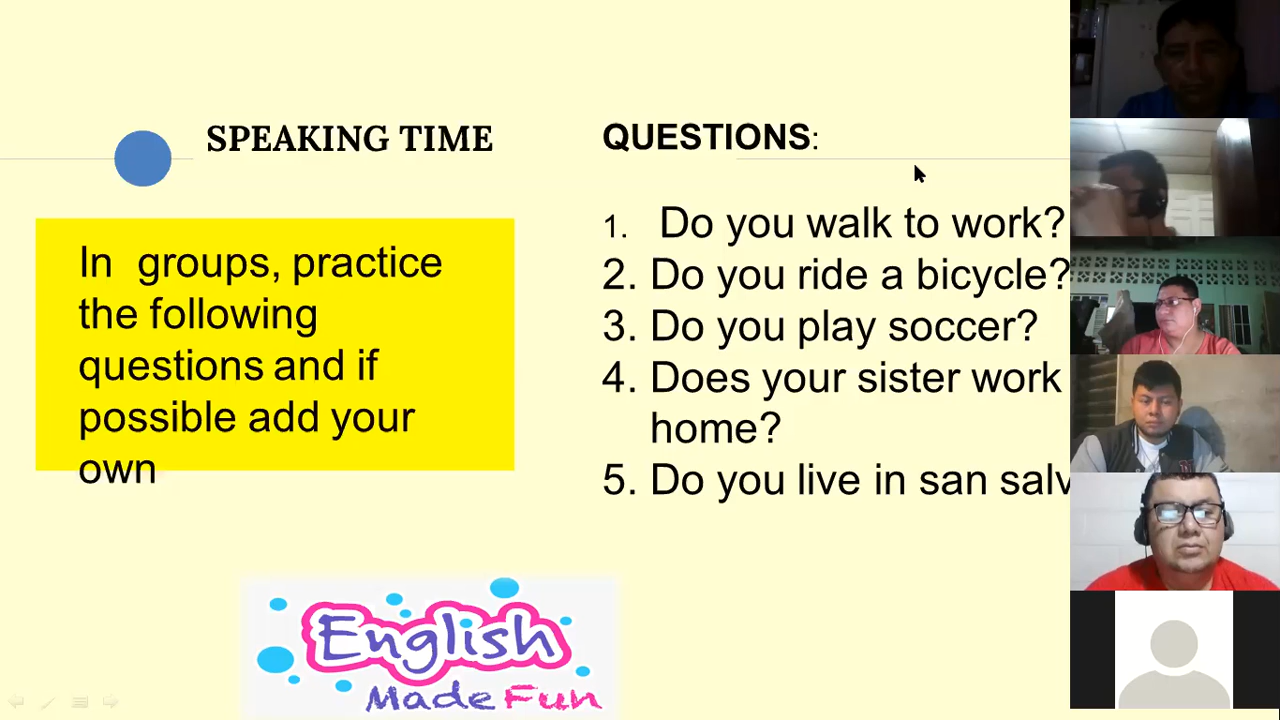 SPEAKING TIME
In groups, practice
the following
questions and if
possible add your
own
QUESTIONS:
1. Do you walk to work?
2. Do you ride a bicycle?
3. Do you play soccer?
4. Does your sister work
home?
5. Do you live in san
English
Made Fun